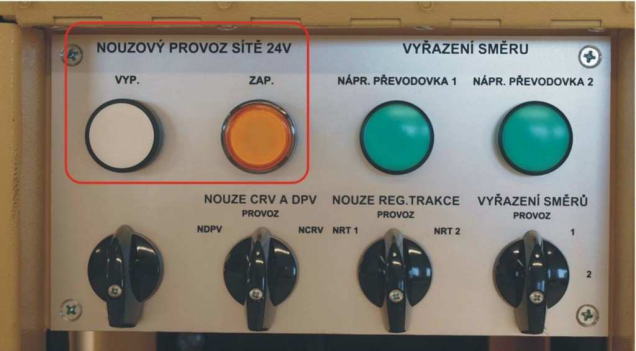 NOUZOVÝ PROVOZ SÍTĚ 24V
VYP.
ZAP.
VYŘAZENÍ SMĚRU
NÁPR. PŘEVODOVKA 1
NÁPR. PŘEVODOVKA 2
NOUZE CRV A DPV
PROVOZ
NDPV
NCRV
NOUZE REG.TRAKCE
PROVOZ
NRT 1
NRT 2
VYŘAZENÍ SMĚRŮ
PROVOZ
1
2